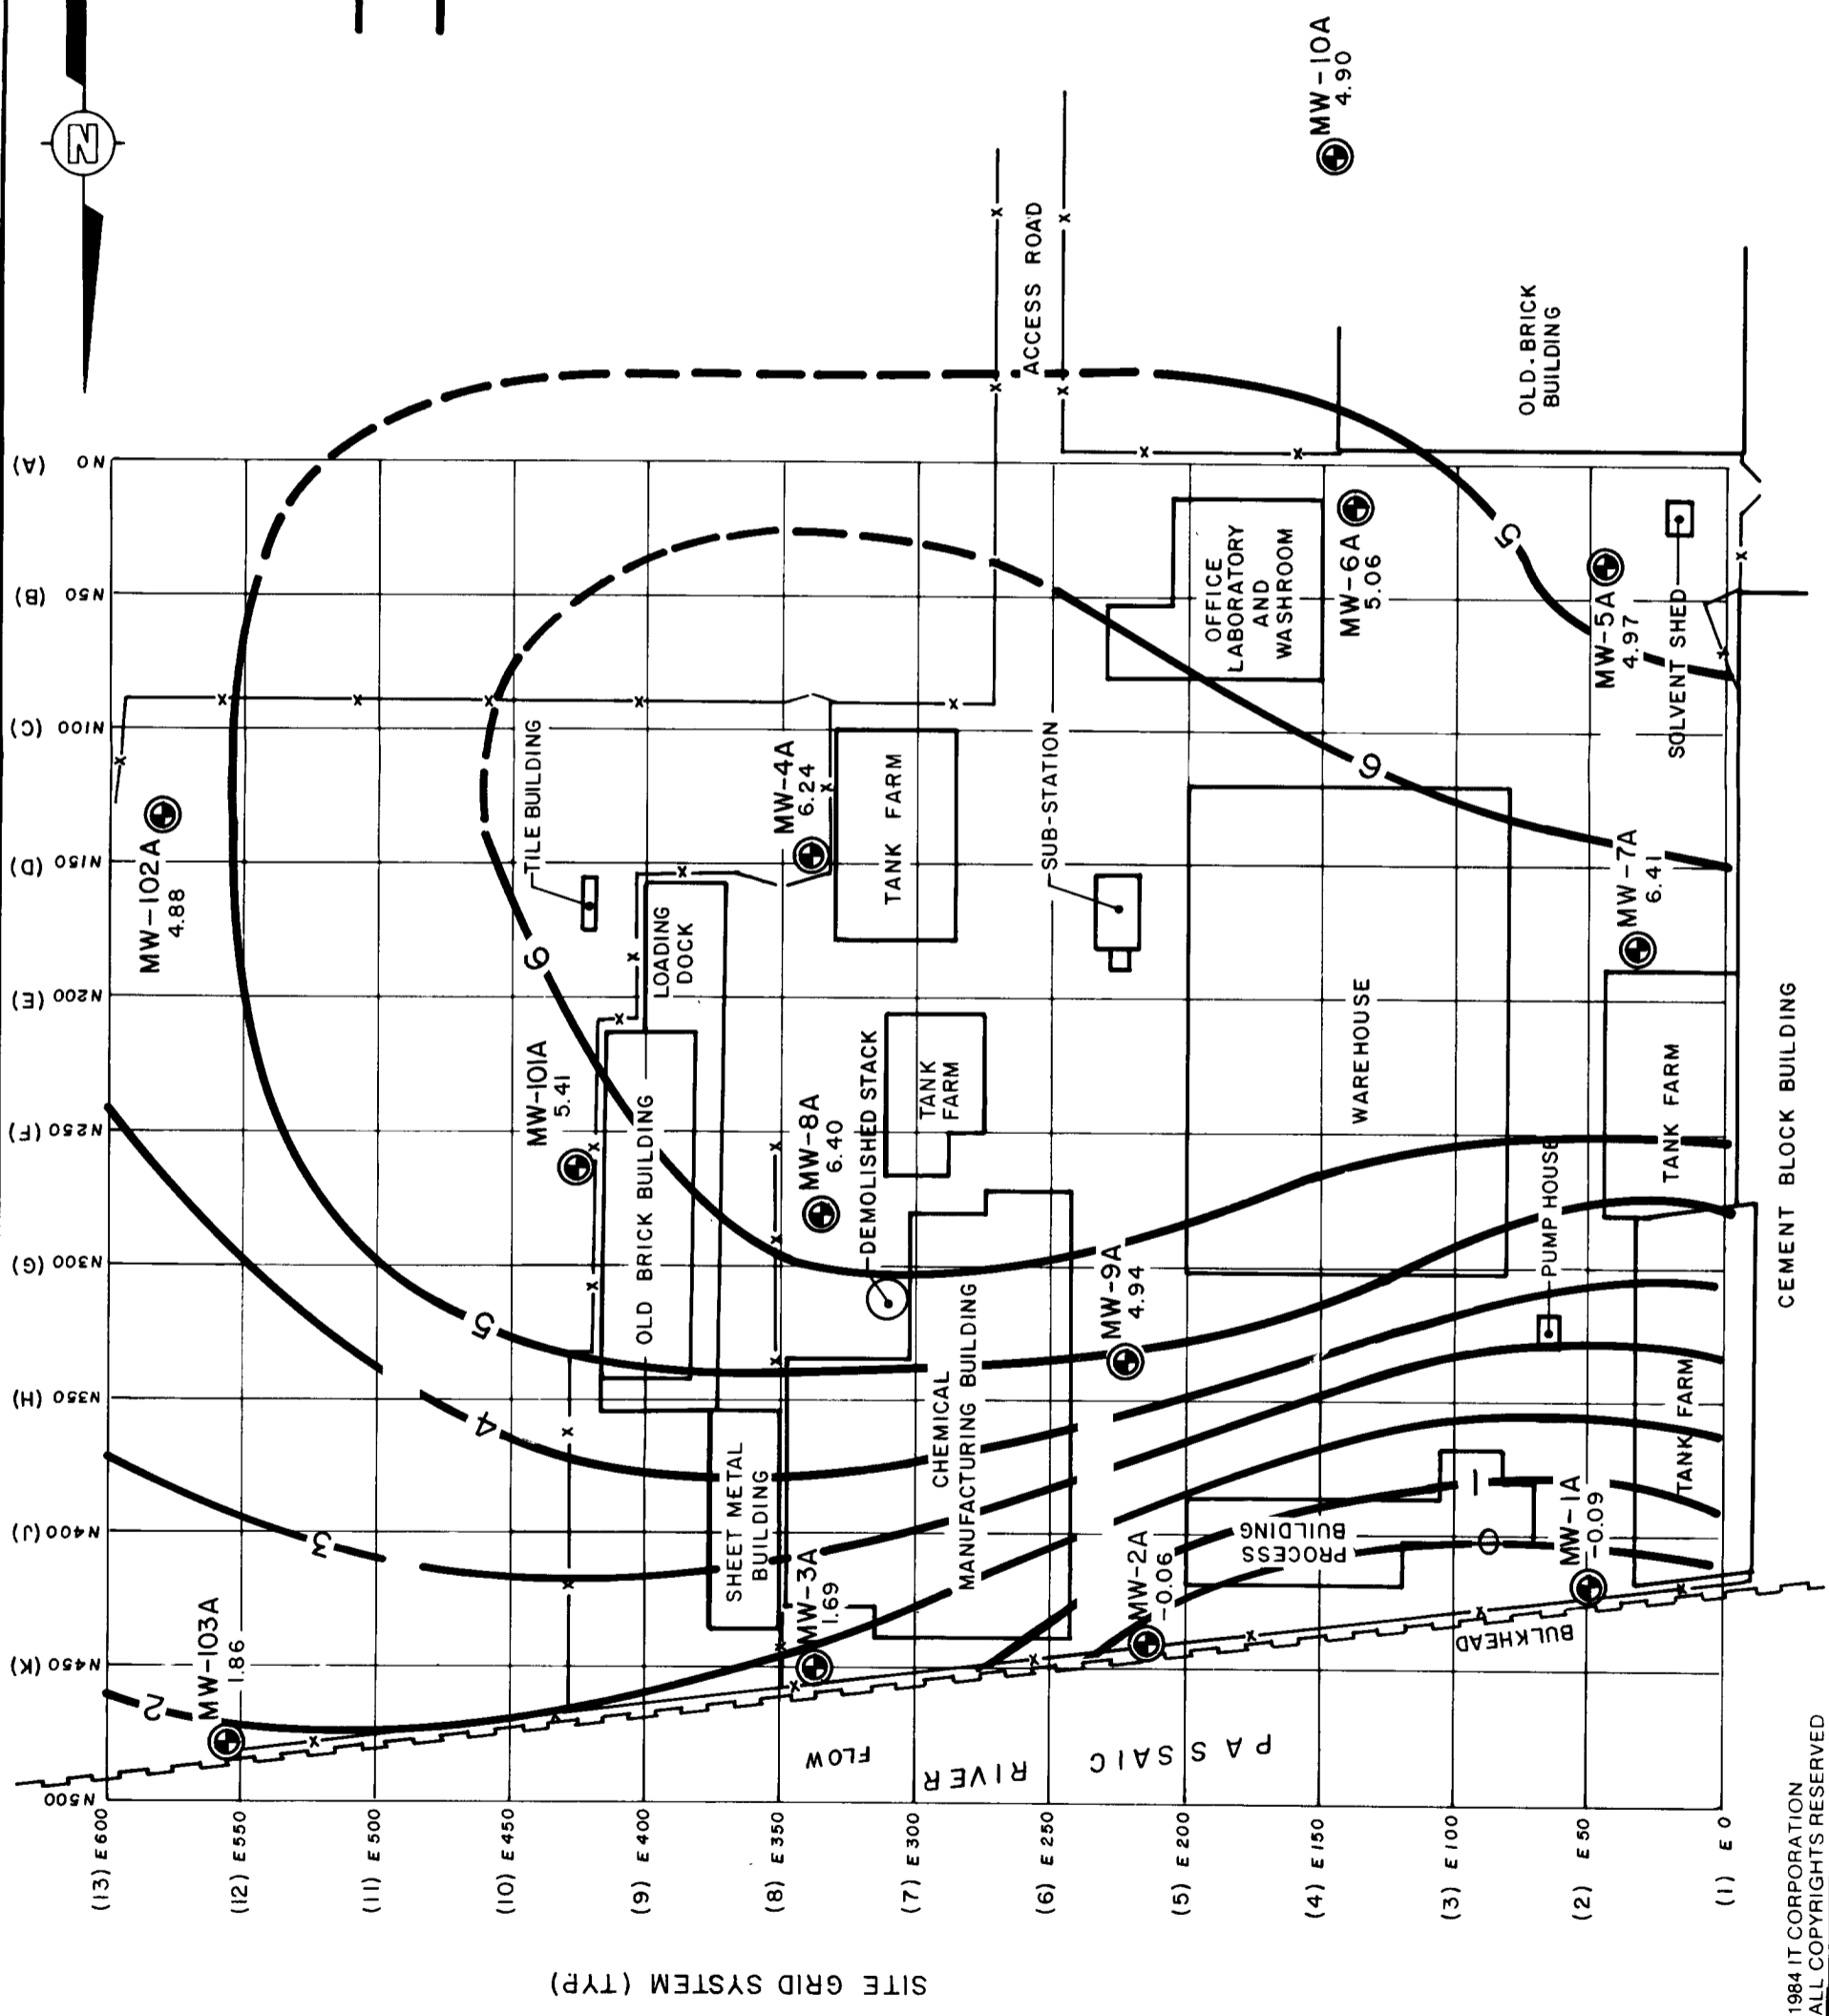 N
MW-10A
4.90
ACCESS ROAD
OLD. BRICK
BUILDING
(A) N0
(B) N50
(C) N100
(D) N150
(E) N200
(F) N250
(G) N300
(H) N350
(J) N400
(K) N450
N500
MW-102A
4.88
TILE BUILDING
MW-4A
6.24
TANK FARM
SUB-STATION
OFFICE
LABORATORY
AND
WASHROOM
MW-6A
5.06
5
MW-5A
4.97
SOLVENT SHED
6
MW-7A
6.41
6
LOADING
DOCK
MW-101A
5.41
OLD BRICK BUILDING
MW-8A
6.40
DEMOLISHED STACK
TANK
FARM
WAREHOUSE
TANK FARM
CEMENT BLOCK BUILDING
PUMP HOUSE
5
4
3
2
SHEET METAL
BUILDING
CHEMICAL
MANUFACTURING BUILDING
MW-9A
4.94
TANK FARM
1
0
PROCESS
BUILDING
MW-1A
-0.09
MW-2A
-0.06
MW-3A
1.69
MW-103A
1.86
BULKHEAD
FLOW
PASSAIC
RIVER
(13) E600
(12) E550
(11) E500
(10) E450
(9) E400
(8) E350
(7) E300
(6) E250
(5) E200
(4) E150
(3) E100
(2) E50
(1) E0
SITE GRID SYSTEM (TYP)
1984 IT CORPORATION
ALL COPYRIGHTS RESERVED